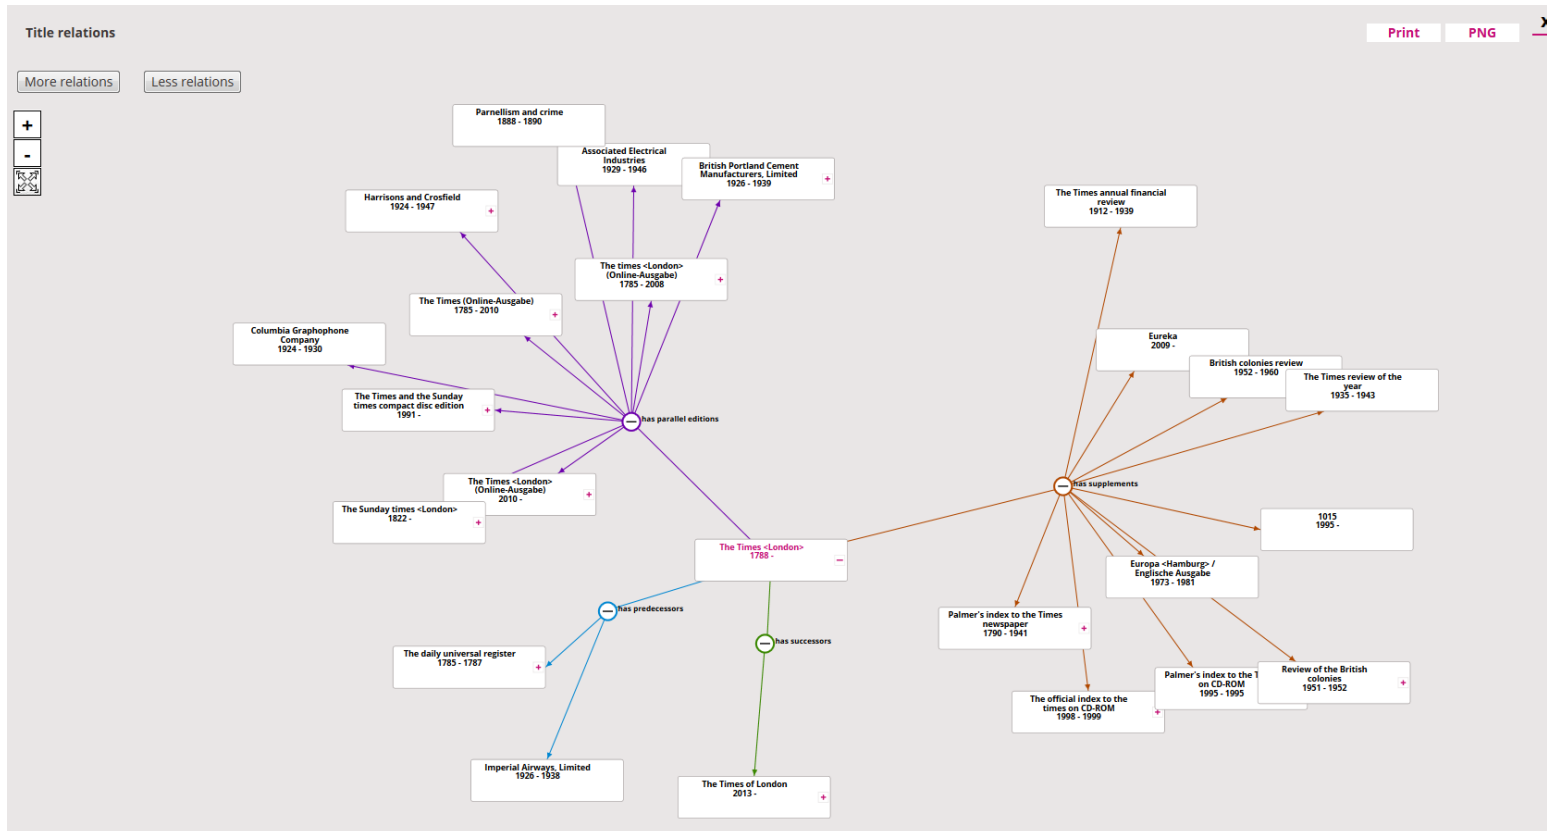 Title relations
Print
PNG
X
More relations
Less relations
+
-
Parnellism and crime
1888 - 1890
Associated Electrical
Industries
1929 - 1946
British Portland Cement
Manufacturers, Limited
1926 - 1939
+
Harrisons and Crosfield
1924 - 1947
+
The Times annual financial
review
1912 - 1939
The times <London>
(Online-Ausgabe)
1785 - 2008
+
The Times (Online-Ausgabe)
1785 - 2010
+
Columbia Graphophone
Company
1924 - 1930
Eureka
2009 -
British colonies review
1952 - 1960
The Times review of the
year
1935 - 1943
The Times and the Sunday
times compact disc edition
1991 -
+
has parallel editions
The Times <London>
(Online-Ausgabe)
2010 -
+
The Sunday times <London>
1822 -
+
has supplements
1015
1995 -
The Times <London>
1788 -
−
Europa <Hamburg> /
Englische Ausgabe
1973 - 1981
has predecessors
Palmer's index to the Times
newspaper
1790 - 1941
+
has successors
The daily universal register
1785 - 1787
+
Palmer's index to the T
on CD-ROM
1995 - 1995
Review of the British
colonies
1951 - 1952
+
The official index to the
times on CD-ROM
1998 - 1999
+
Imperial Airways, Limited
1926 - 1938
The Times of London
2013 -
+